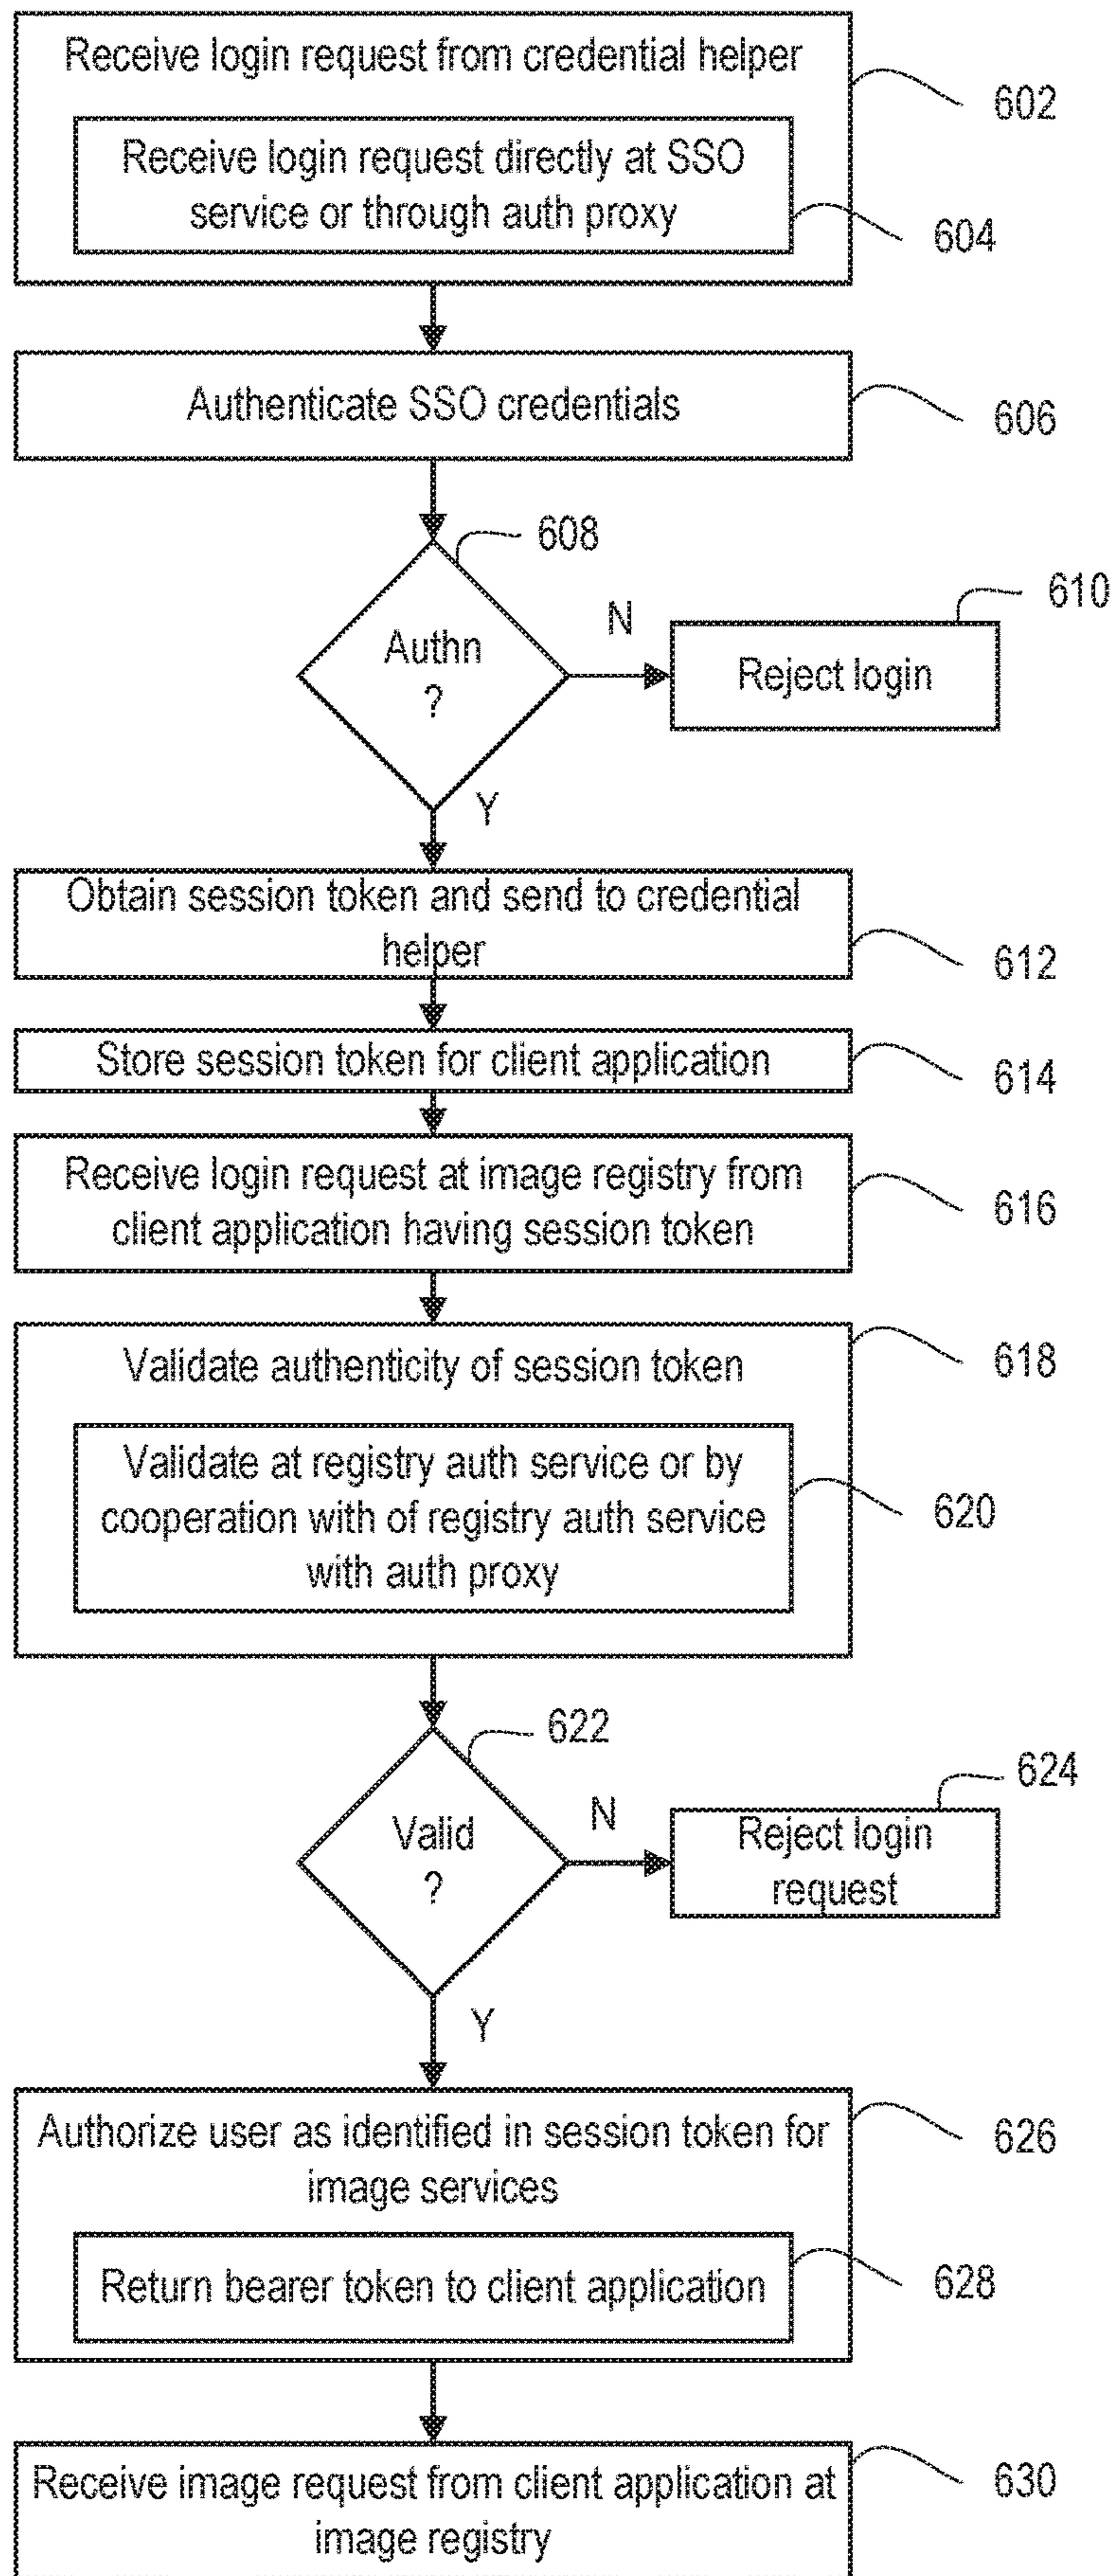 Receive login request from credential helper
602
Receive login request directly at SSO
service or through auth proxy
604
Authenticate SSO credentials
606
608
Authn
?
N
610
Reject login
Y
Obtain session token and send to credential
helper
612
Store session token for client application
614
Receive login request at image registry from
client application having session token
616
Validate authenticity of session token
618
Validate at registry auth service or by
cooperation with of registry auth service
with auth proxy
620
622
Valid
?
N
624
Reject login
request
Y
Authorize user as identified in session token for
image services
626
Return bearer token to client application
628
Receive image request from client application at
image registry
630